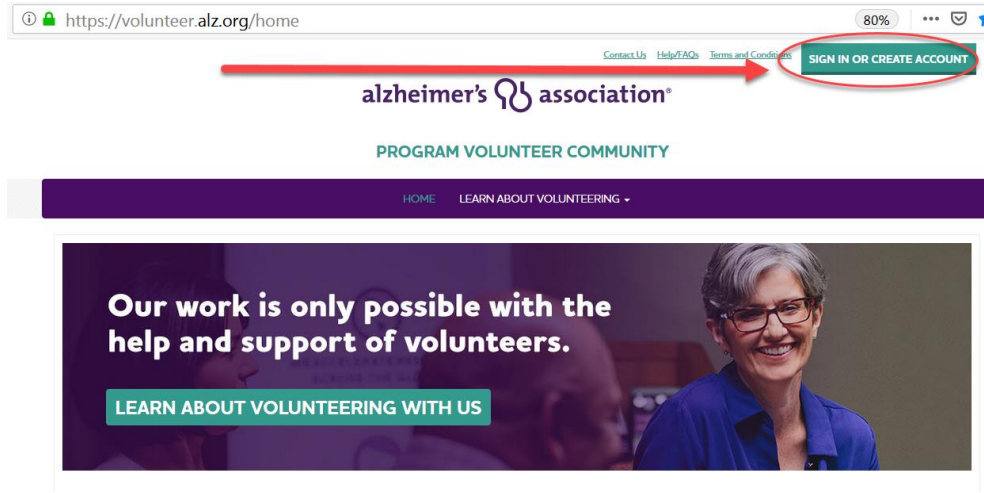 https://volunteer.alz.org/home
80%
Contact Us Help/FAQs Terms and Conditions
SIGN IN OR CREATE ACCOUNT
alzheimer's association®
PROGRAM VOLUNTEER COMMUNITY
HOME LEARN ABOUT VOLUNTEERING
Our work is only possible with the
help and support of volunteers.
LEARN ABOUT VOLUNTEERING WITH US